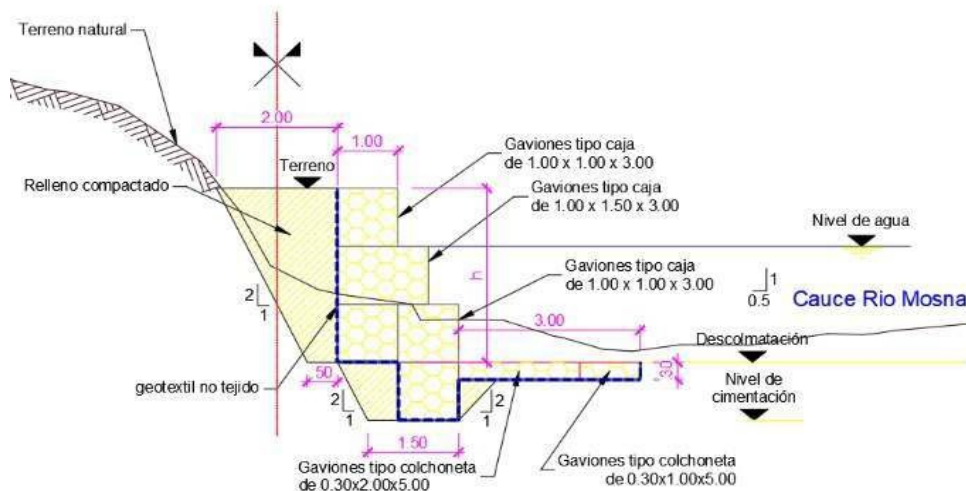 Terreno natural
2.00
1.00
Gaviones tipo caja
de 1.00 x 1.00 x 3.00
Terreno
Relleno compactado
Gaviones tipo caja
de 1.00 x 1.50 x 3.00
Nivel de agua
Gaviones tipo caja
de 1.00 x 1.00 x 3.00
h
1
0.5
Cauce Rio Mosna
2
1
3.00
Descolmatación
50
.30
geotextil no tejido
Nivel de
cimentación
2
1
2
1
1.50
Gaviones tipo colchoneta
de 0.30x2.00x5.00
Gaviones tipo colchoneta
de 0.30x1.00x5.00